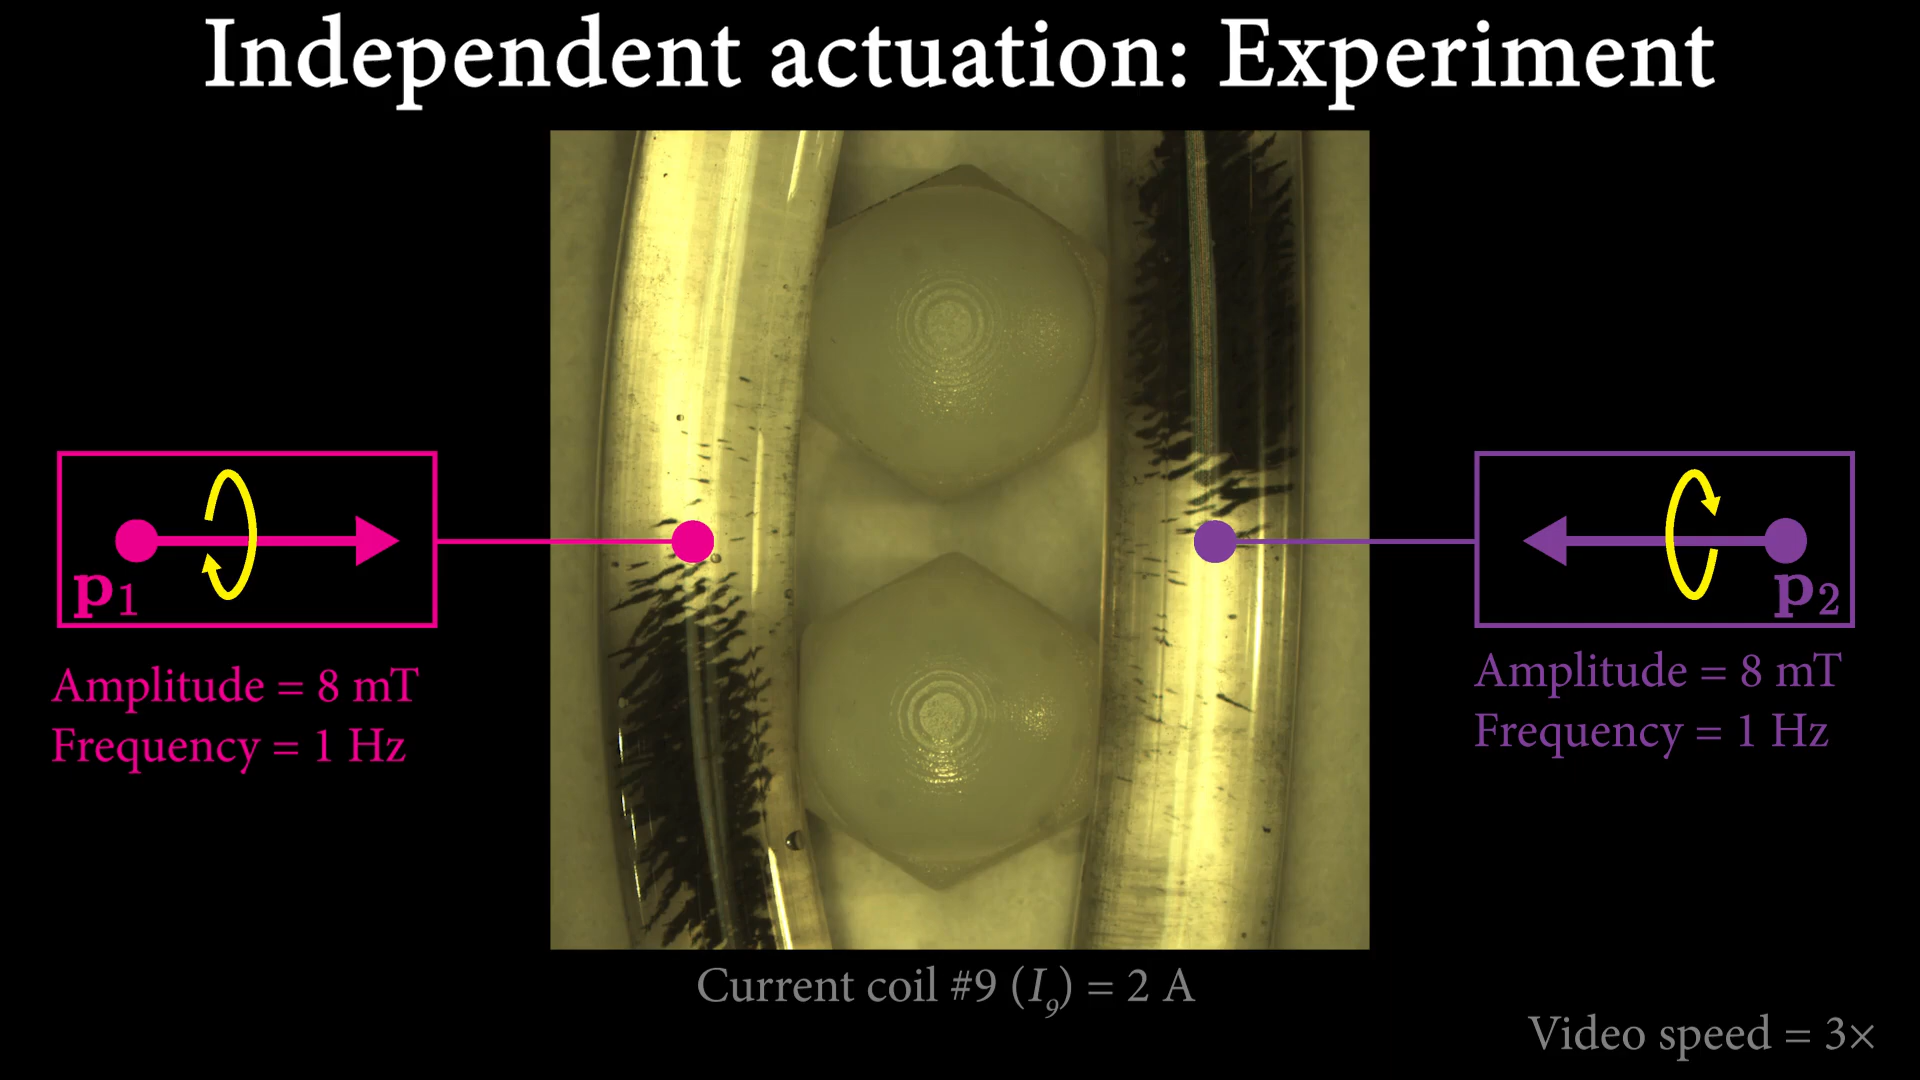 Independent actuation: Experiment
p1
Amplitude = 8 mT
Frequency = 1 Hz
p2
Amplitude = 8 mT
Frequency = 1 Hz
Current coil #9 (I9) = 2 A
Video speed = 3×